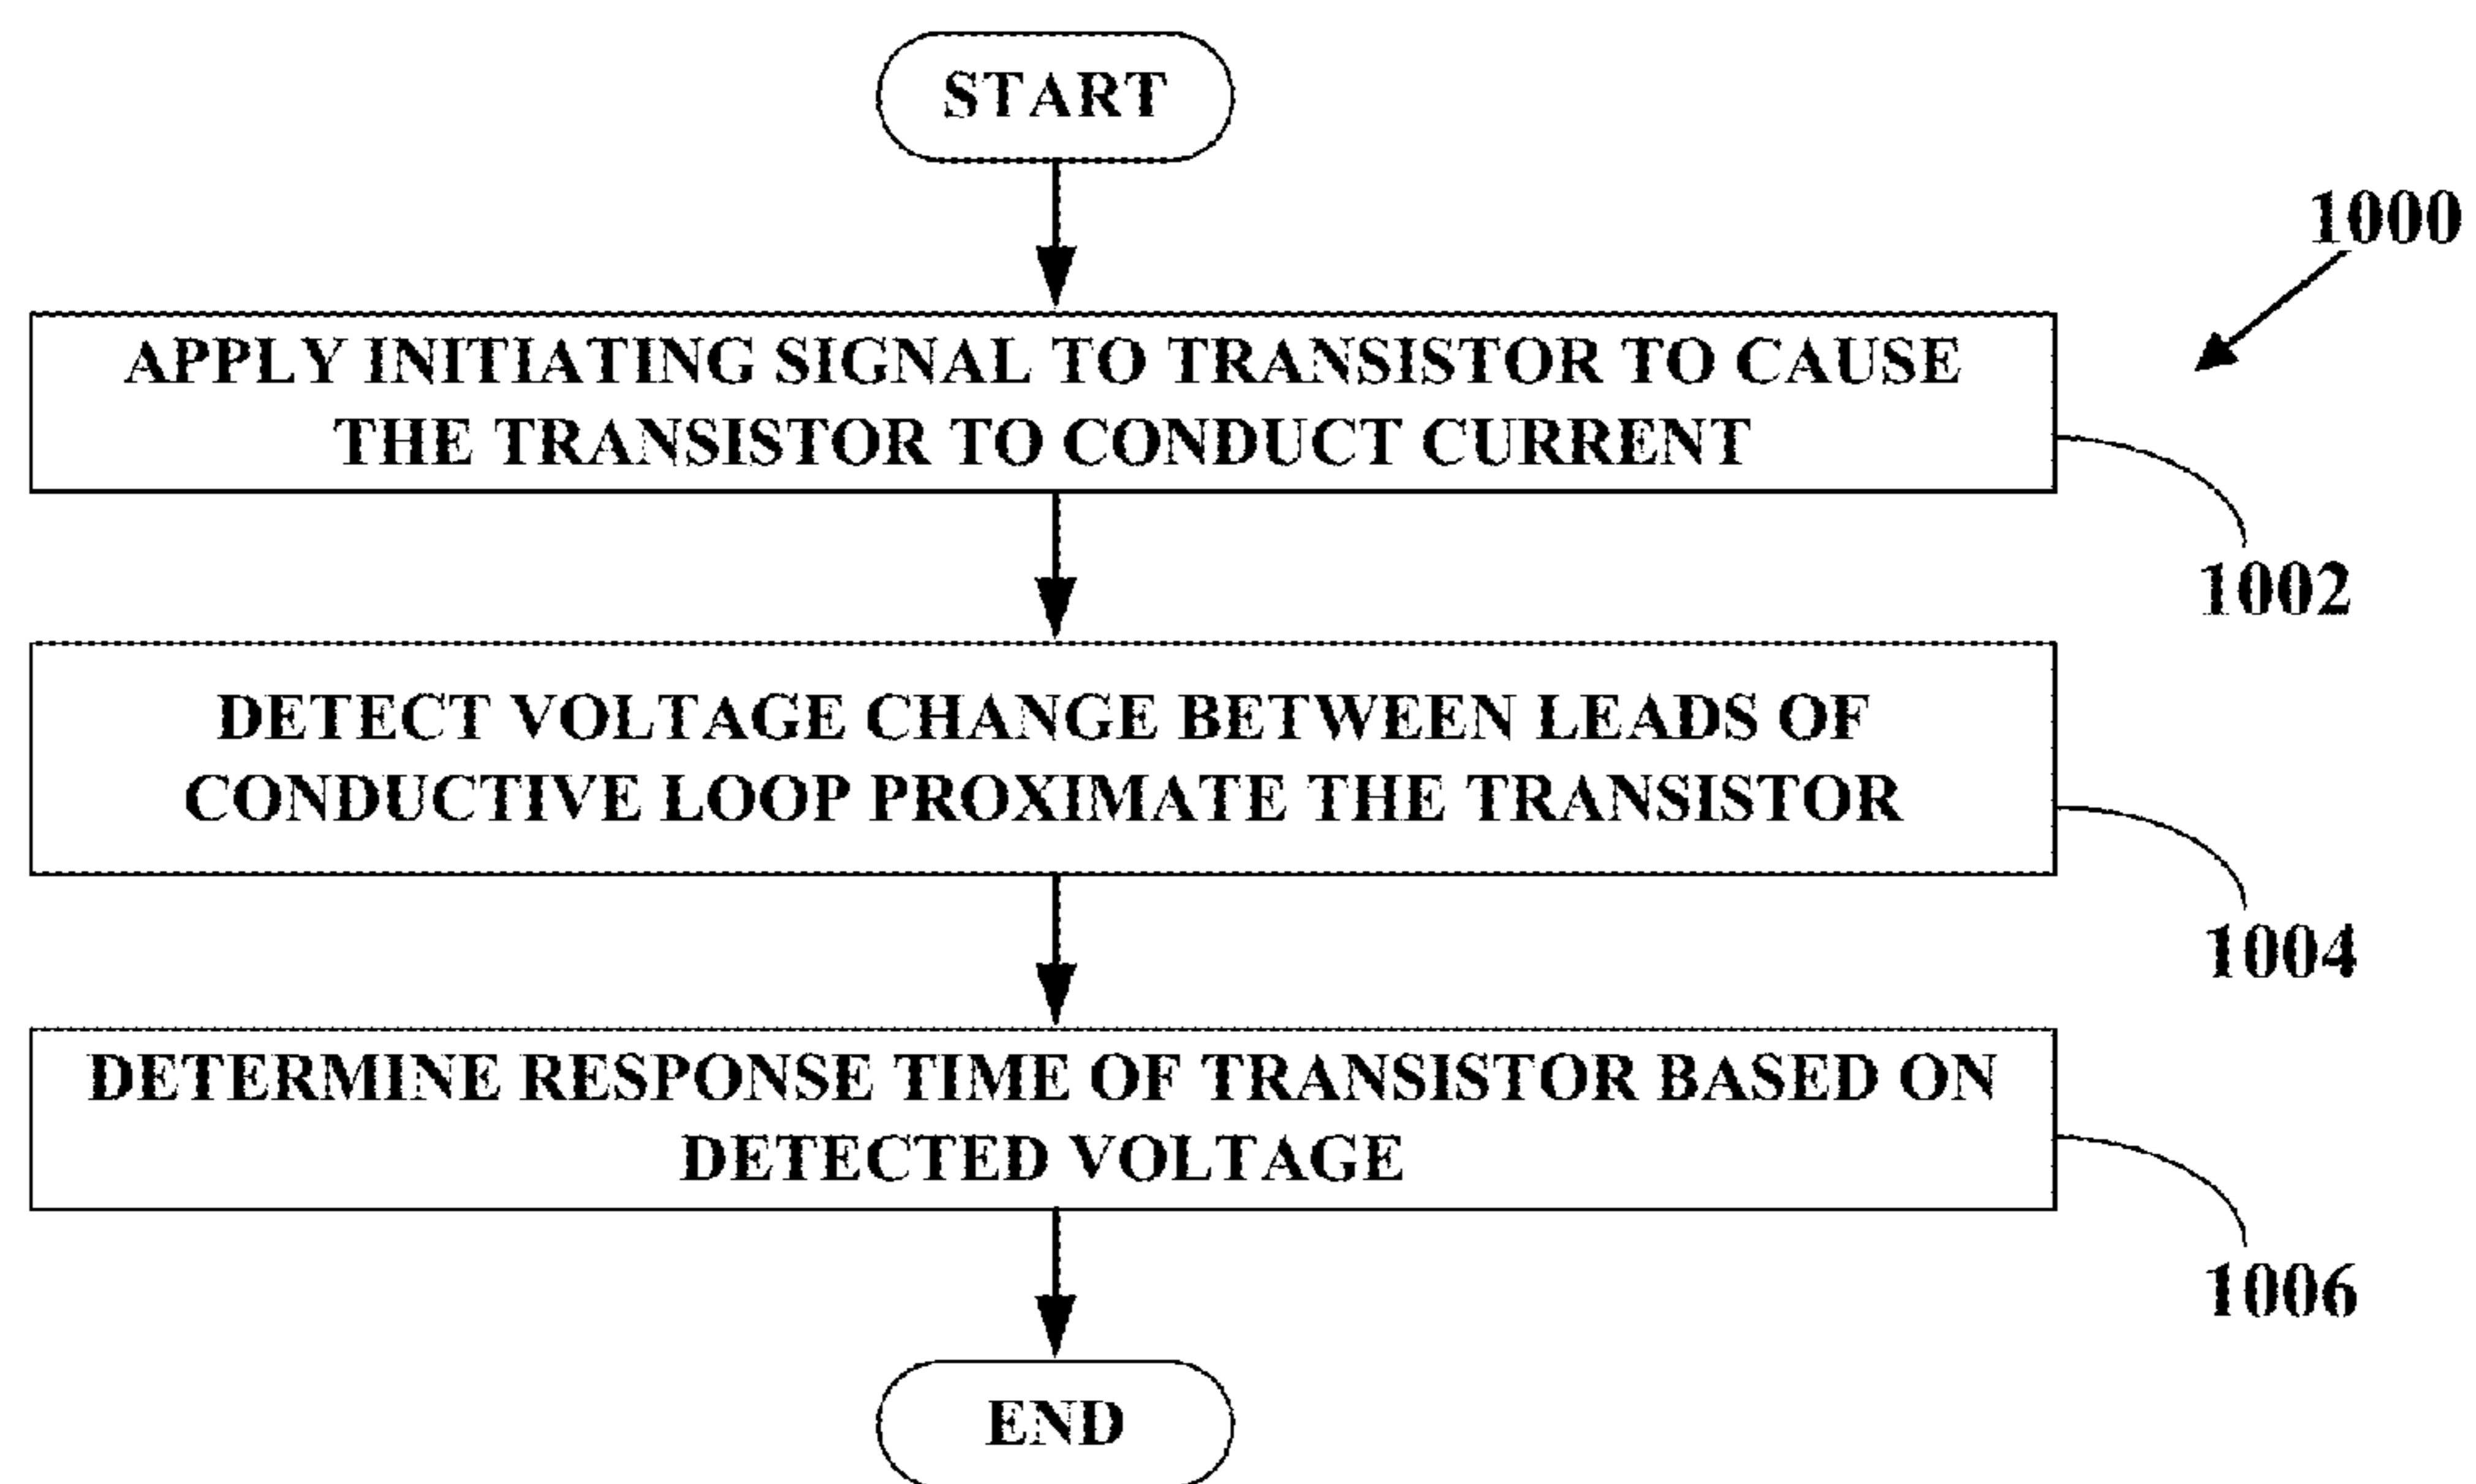 START
1000
APPLY INITIATING SIGNAL TO TRANSISTOR TO CAUSE
THE TRANSISTOR TO CONDUCT CURRENT
1002
DETECT VOLTAGE CHANGE BETWEEN LEADS OF
CONDUCTIVE LOOP PROXIMATE THE TRANSISTOR
1004
DETERMINE RESPONSE TIME OF TRANSISTOR BASED ON
DETECTED VOLTAGE
1006
END